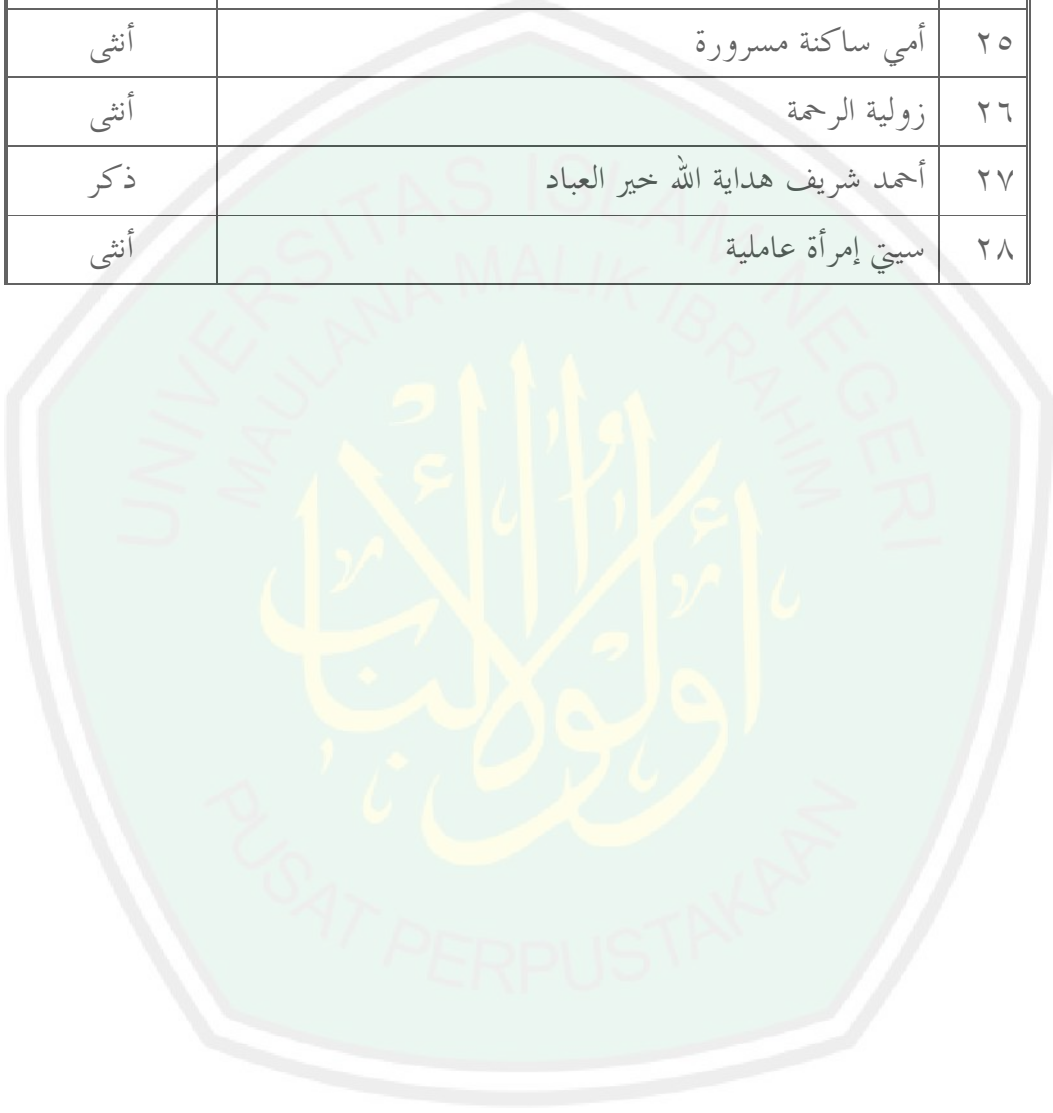 ٢٥ أمي ساكنة مسرورة أنثى
٢٦ زولية الرحمة أنثى
٢٧ أحمد شريف هداية الله خير العباد ذكر
٢٨ سيتي إمرأة عاملية أنثى
UNIVERSITAS ISLAM NEGERI
MAULANA MALIK IBRAHIM
أولو الألباب
PUSAT PERPUSTAKAAN